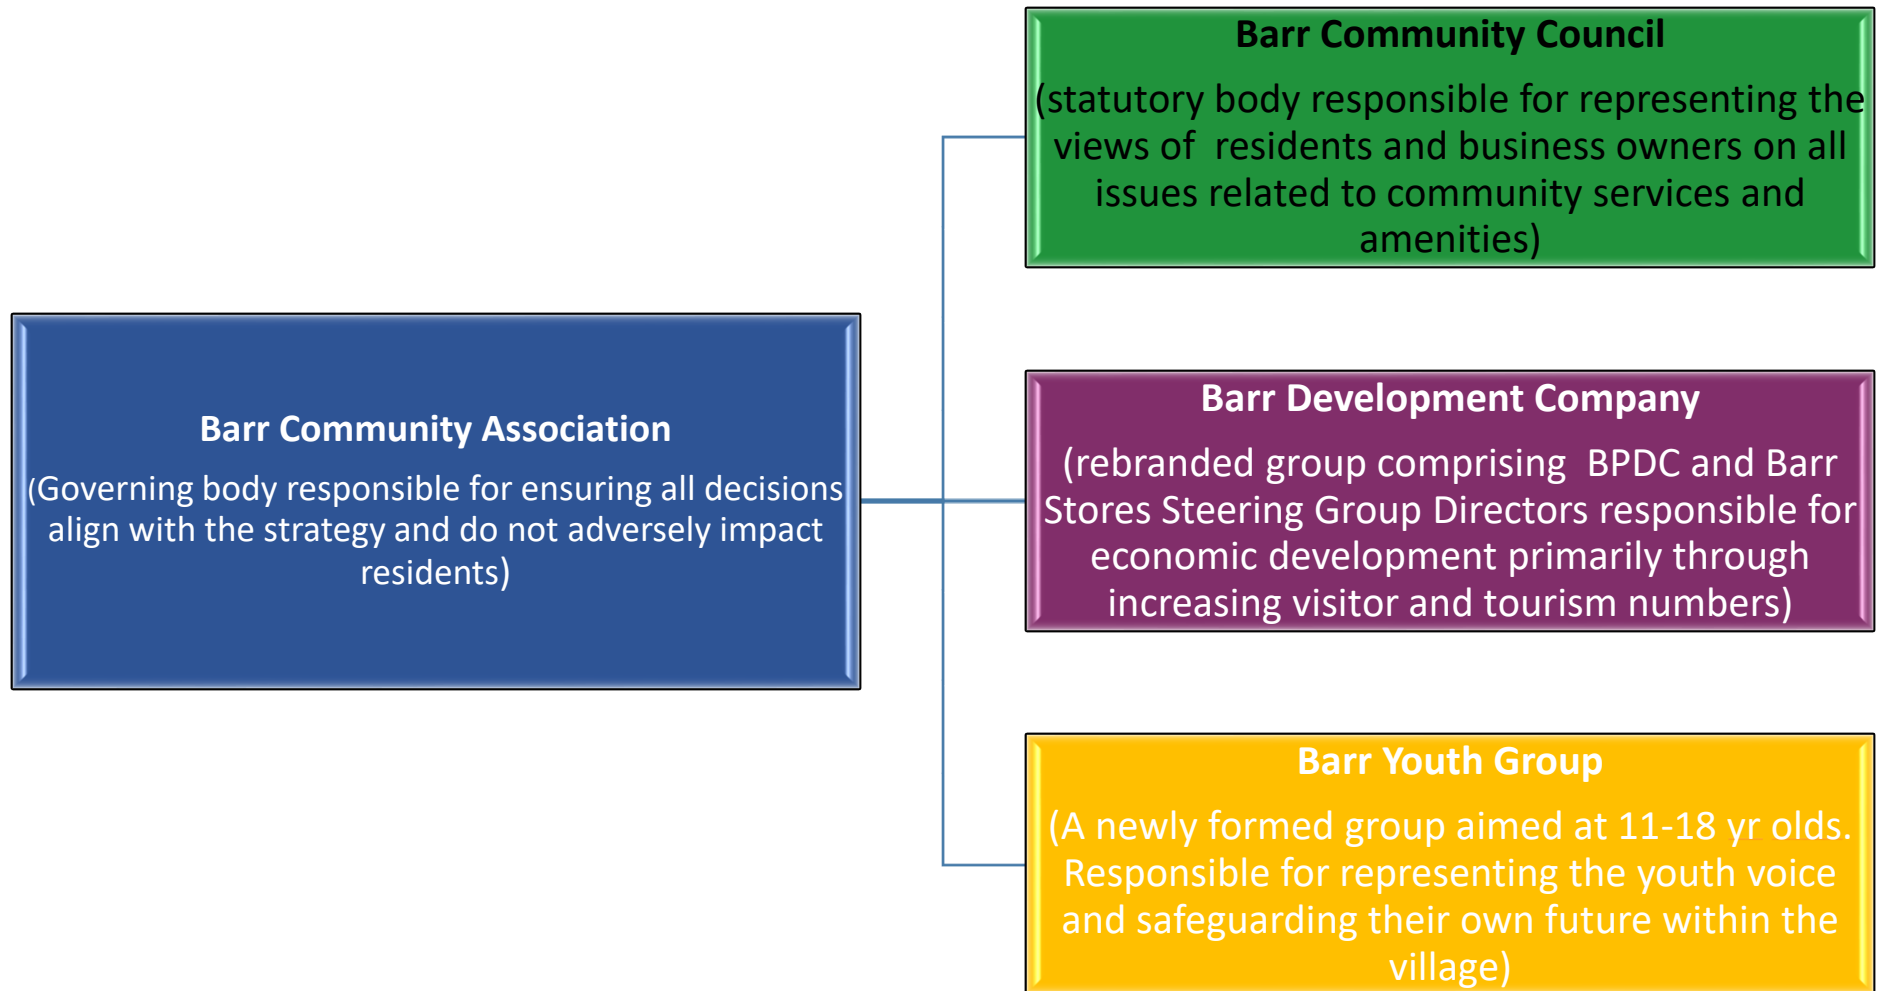 Barr Community Association
(Governing body responsible for ensuring all decisions
align with the strategy and do not adversely impact
residents)
Barr Community Council
(statutory body responsible for representing the
views of  residents and business owners on all
issues related to community services and
amenities)
Barr Development Company
(rebranded group comprising  BPDC and Barr
Stores Steering Group Directors responsible for
economic development primarily through
increasing visitor and tourism numbers)
Barr Youth Group
(A newly formed group aimed at 11-18 yr olds.
Responsible for representing the youth voice
and safeguarding their own future within the
village)